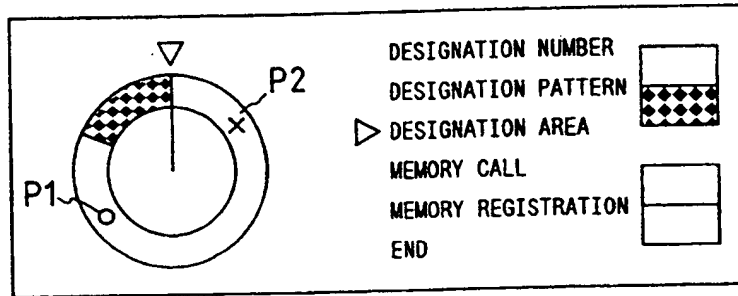 P1
P2
DESIGNATION NUMBER
DESIGNATION PATTERN
DESIGNATION AREA
MEMORY CALL
MEMORY REGISTRATION
END